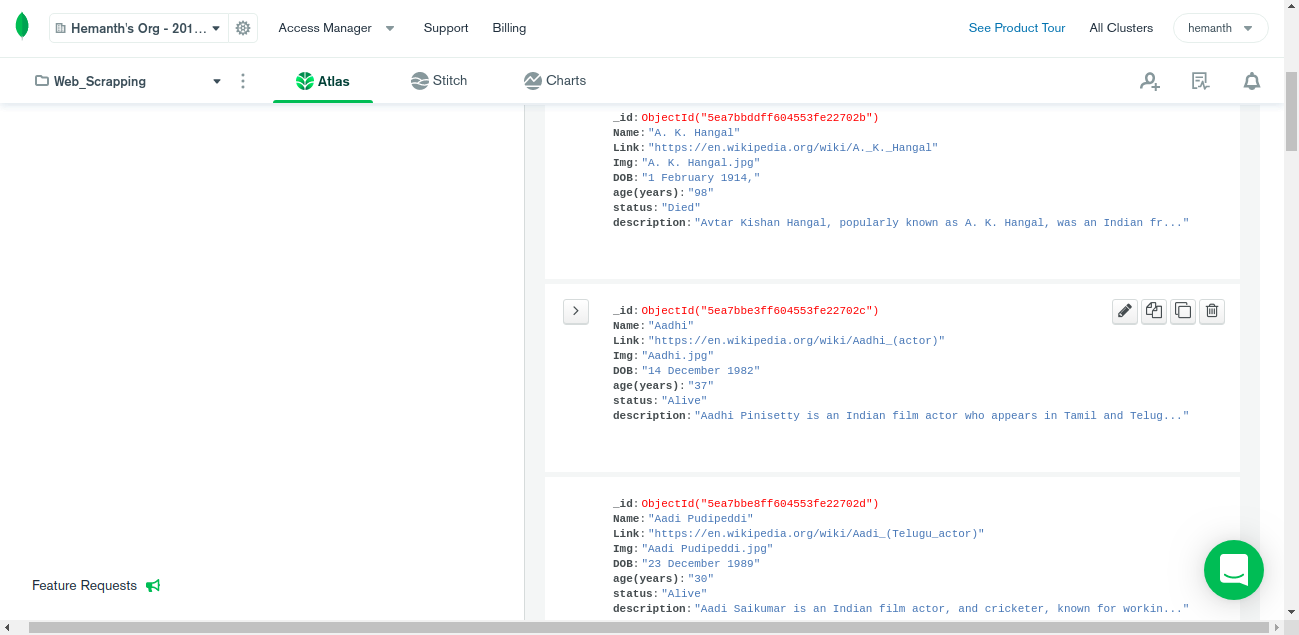 Hemanth's Org - 201...
Access Manager
Support
Billing
See Product Tour
All Clusters
hemanth
Web_Scrapping
Atlas
Stitch
Charts
_id: ObjectId("5ea7bbddff604553fe22702b")
Name: "A. K. Hangal"
Link: "https://en.wikipedia.org/wiki/A._K._Hangal"
Img: "A. K. Hangal.jpg"
DOB: "1 February 1914,"
age(years): "98"
status: "Died"
description: "Avtar Kishan Hangal, popularly known as A. K. Hangal, was an Indian fr..."
_id: ObjectId("5ea7bbe3ff604553fe22702c")
Name: "Aadhi"
Link: "https://en.wikipedia.org/wiki/Aadhi_(actor)"
Img: "Aadhi.jpg"
DOB: "14 December 1982"
age(years): "37"
status: "Alive"
description: "Aadhi Pinisetty is an Indian film actor who appears in Tamil and Telug..."
_id: ObjectId("5ea7bbe8ff604553fe22702d")
Name: "Aadi Pudipeddi"
Link: "https://en.wikipedia.org/wiki/Aadi_(Telugu_actor)"
Img: "Aadi Pudipeddi.jpg"
DOB: "23 December 1989"
age(years): "30"
status: "Alive"
description: "Aadi Saikumar is an Indian film actor, and cricketer, known for workin..."
Feature Requests